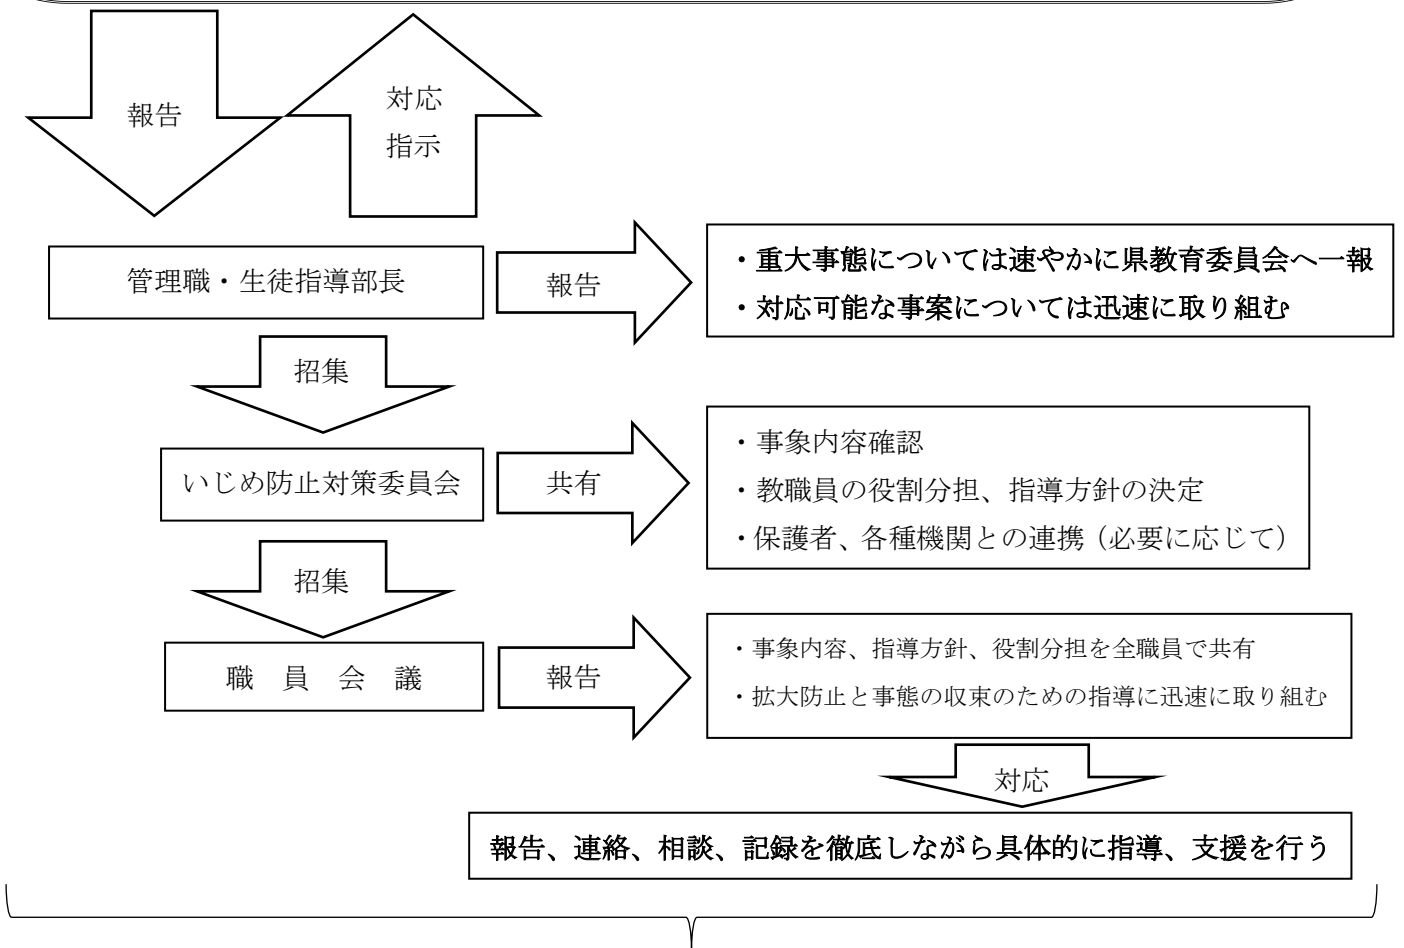 報告
対応
指示
管理職・生徒指導部長
報告
・重大事態については速やかに県教育委員会へ一報
・対応可能な事案については迅速に取り組む
招集
いじめ防止対策委員会
共有
・事象内容確認
・教職員の役割分担、指導方針の決定
・保護者、各種機関との連携（必要に応じて）
招集
職　員　会　議
報告
・事象内容、指導方針、役割分担を全職員で共有
・拡大防止と事態の収束のための指導に迅速に取り組む
対応
報告、連絡、相談、記録を徹底しながら具体的に指導、支援を行う